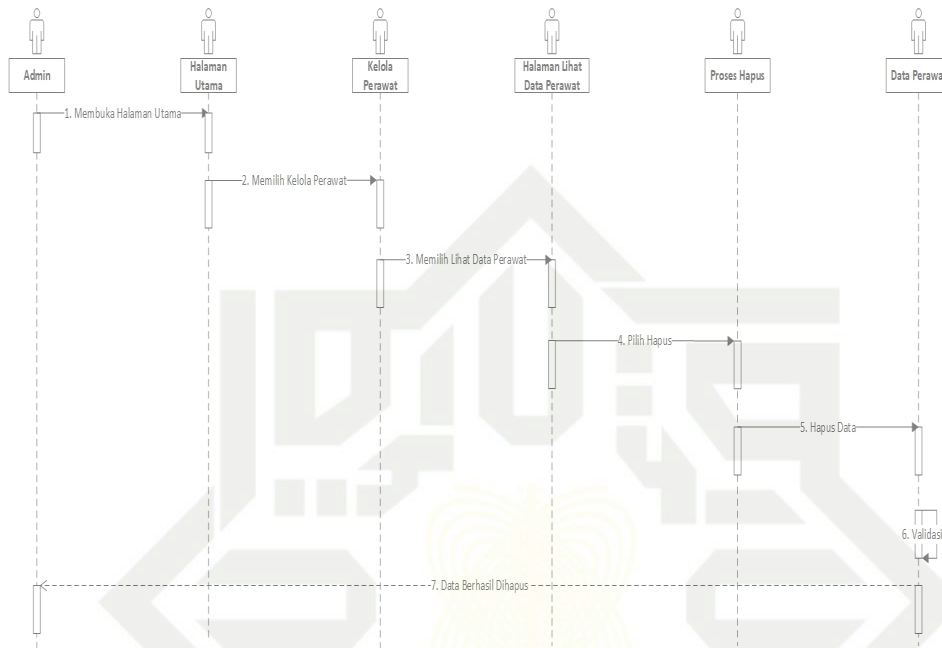 Admin
Halaman
Utama
Kelola
Perawat
Halaman Lihat
Data Perawat
Proses Hapus
Data Perawa
1. Membuka Halaman Utama
2. Memilih Kelola Perawat
3. Memilih Lihat Data Perawat
4. Pilih Hapus
5. Hapus Data
6. Validasi
7. Data Berhasil Dihapus